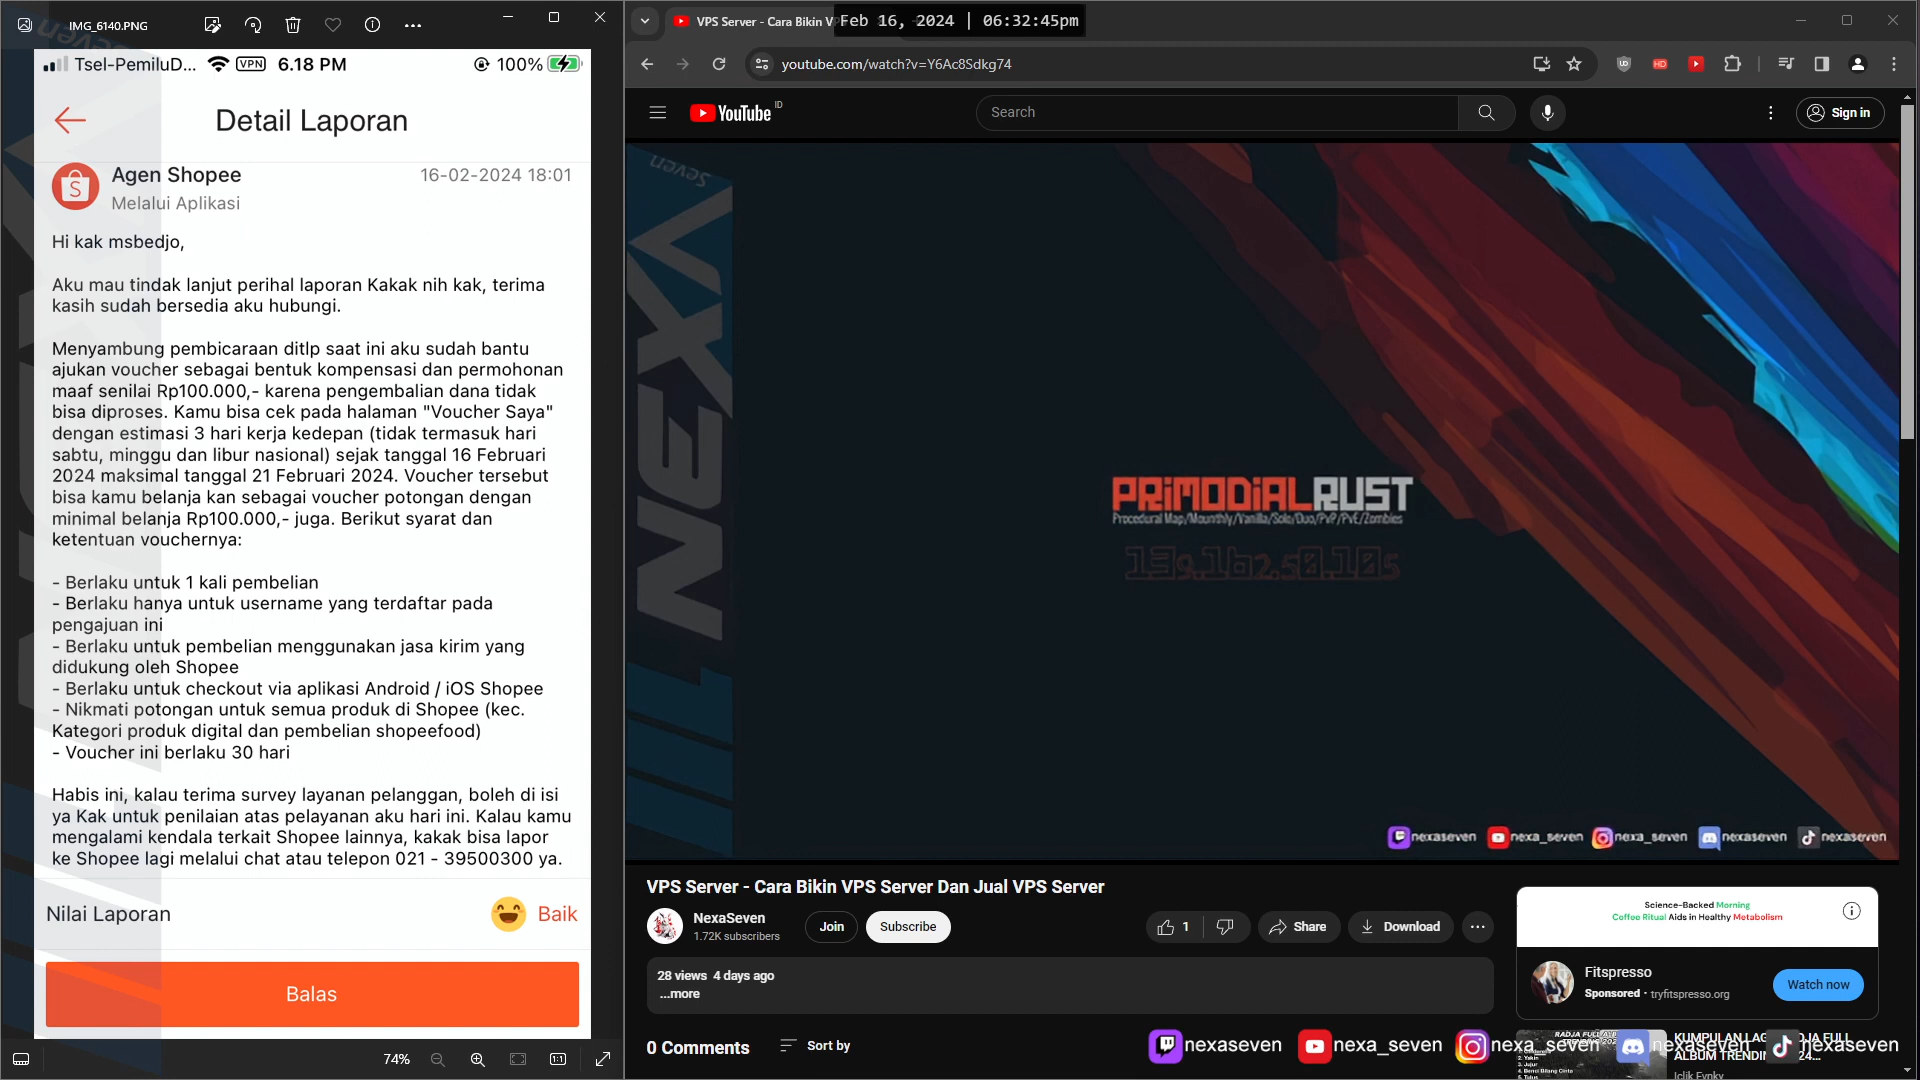 IMG_6140.PNG
Tsel-PemiluD... VPN 6.18 PM 100%
Detail Laporan
Agen Shopee 16-02-2024 18:01
Melalui Aplikasi
Hi kak msbedjo,
Aku mau tindak lanjut perihal laporan Kakak nih kak, terima
kasih sudah bersedia aku hubungi.
Menyambung pembicaraan ditlp saat ini aku sudah bantu
ajukan voucher sebagai bentuk kompensasi dan permohonan
maaf senilai Rp100.000,- karena pengembalian dana tidak
bisa diproses. Kamu bisa cek pada halaman "Voucher Saya"
dengan estimasi 3 hari kerja kedepan (tidak termasuk hari
sabtu, minggu dan libur nasional) sejak tanggal 16 Februari
2024 maksimal tanggal 21 Februari 2024. Voucher tersebut
bisa kamu belanja kan sebagai voucher potongan dengan
minimal belanja Rp100.000,- juga. Berikut syarat dan
ketentuan vouchernya:
- Berlaku untuk 1 kali pembelian
- Berlaku hanya untuk username yang terdaftar pada
pengajuan ini
- Berlaku untuk pembelian menggunakan jasa kirim yang
didukung oleh Shopee
- Berlaku untuk checkout via aplikasi Android / iOS Shopee
- Nikmati potongan untuk semua produk di Shopee (kec.
Kategori produk digital dan pembelian shopeefood)
- Voucher ini berlaku 30 hari
Habis ini, kalau terima survey layanan pelanggan, boleh di isi
ya Kak untuk penilaian atas pelayanan aku hari ini. Kalau kamu
mengalami kendala terkait Shopee lainnya, kakak bisa lapor
ke Shopee lagi melalui chat atau telepon 021 - 39500300 ya.
Nilai Laporan Baik
Balas
74%
VPS Server - Cara Bikin VP
Feb 16, 2024 | 06:32:45pm
youtube.com/watch?v=Y6Ac8Sdkg74
HD
YouTube ID
Search
Sign in
Seven
NEXA
PRiMODiALRUST
Procedural Map/Mounthly/Vanilla/Solo/Duo/PvP/PvE/Zombies
139.162.50.105
nexaseven nexa_seven nexa_seven nexaseven nexaseven
VPS Server - Cara Bikin VPS Server Dan Jual VPS Server
NexaSeven
1.72K subscribers
Join
Subscribe
1
Share
Download
28 views 4 days ago
...more
0 Comments
Sort by
Science-Backed Morning
Coffee Ritual Aids in Healthy Metabolism
Fitspresso
Sponsored · tryfitspresso.org
Watch now
nexaseven nexa_seven nexa_seven nexaseven nexaseven